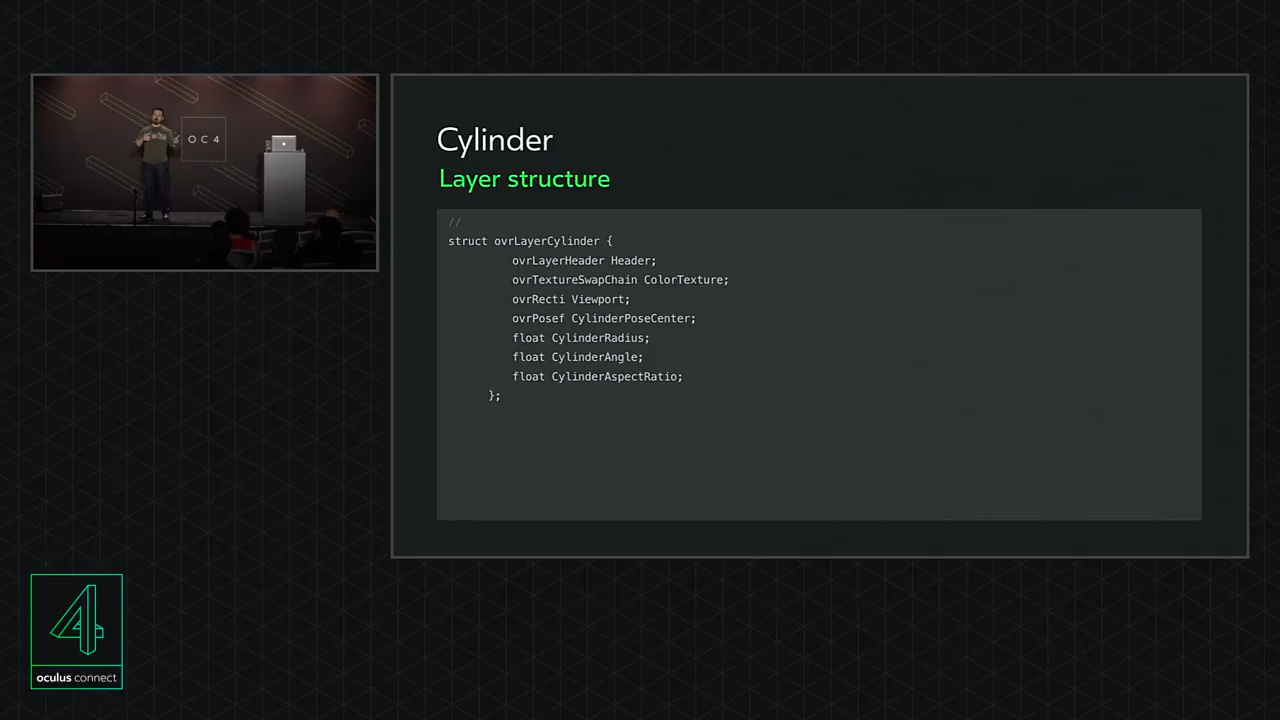 OC4
Cylinder
Layer structure
//
struct ovrLayerCylinder {
ovrLayerHeader Header;
ovrTextureSwapChain ColorTexture;
ovrRecti Viewport;
ovrPosef CylinderPoseCenter;
float CylinderRadius;
float CylinderAngle;
float CylinderAspectRatio;
};
4
oculus connect